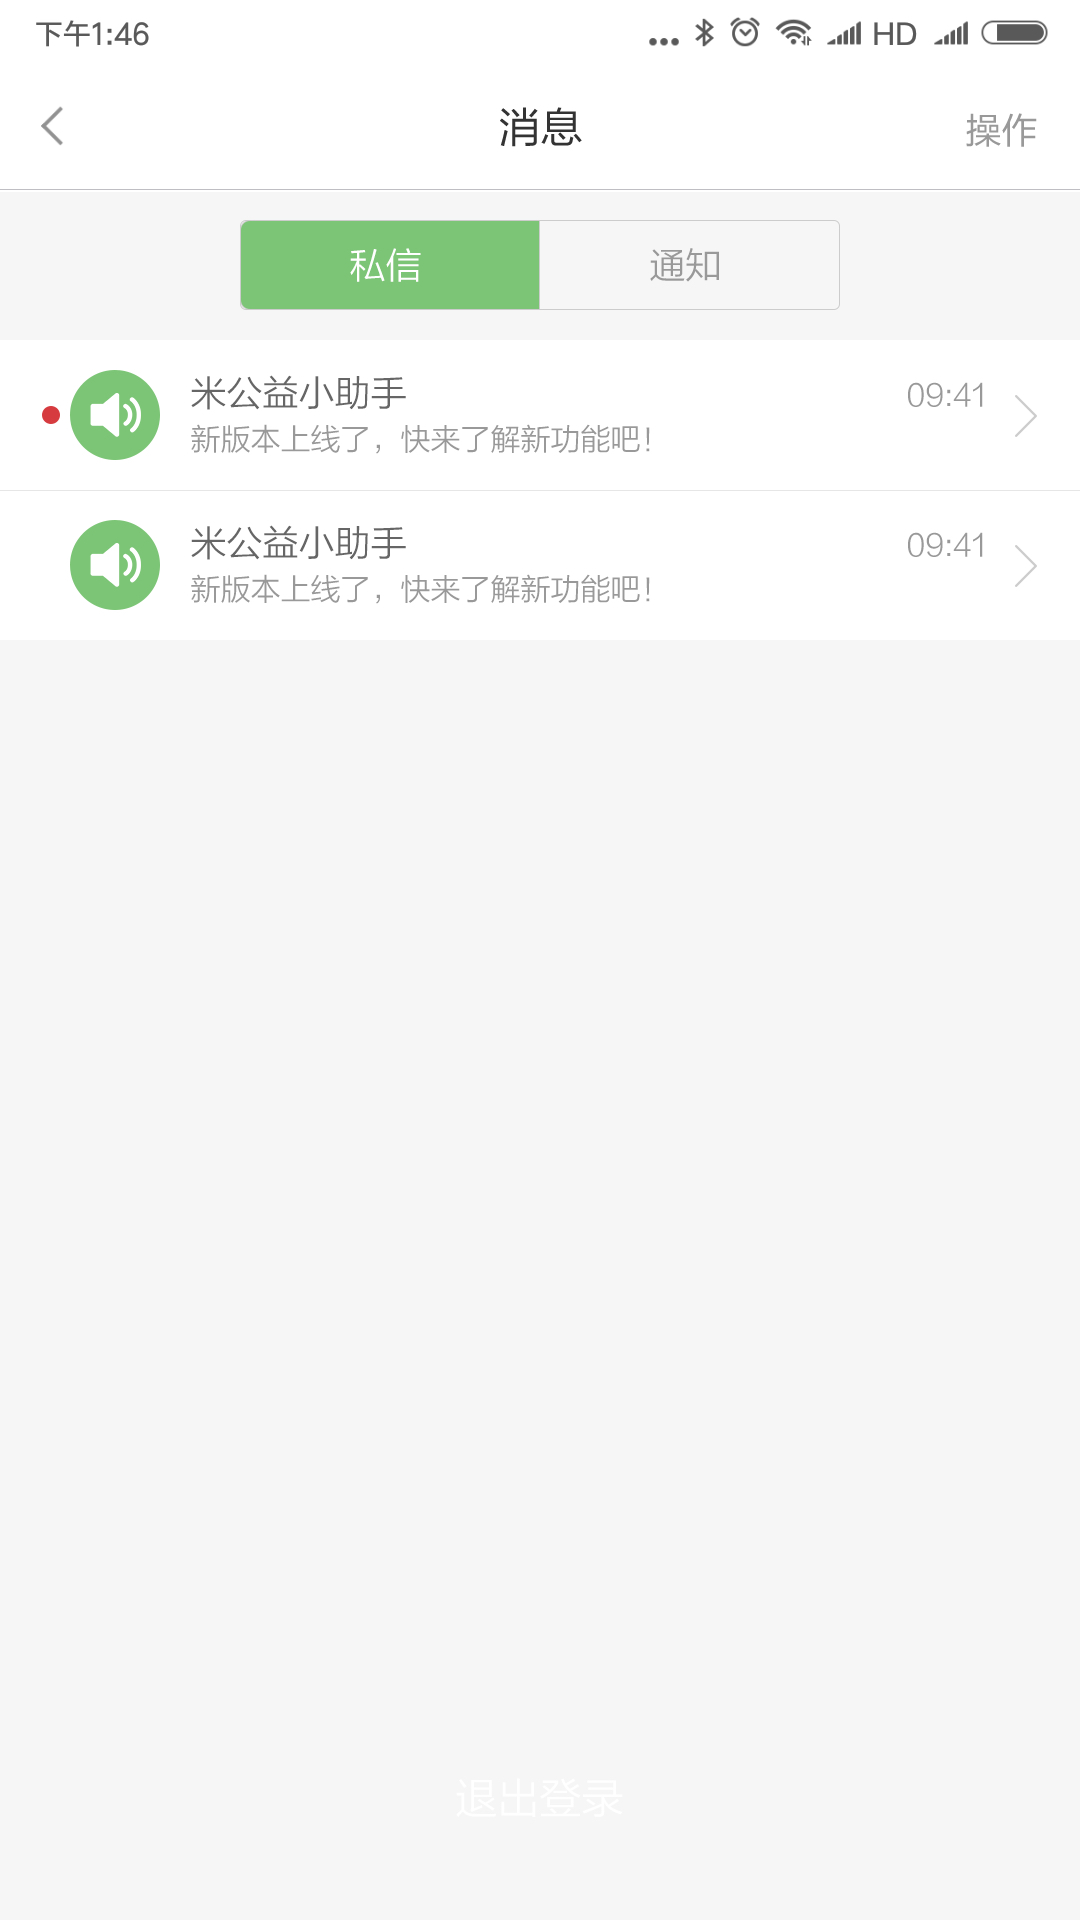 下午1:46 ... HD
消息 操作
私信 通知
米公益小助手 09:41
新版本上线了，快来了解新功能吧！
米公益小助手 09:41
新版本上线了，快来了解新功能吧！
退出登录